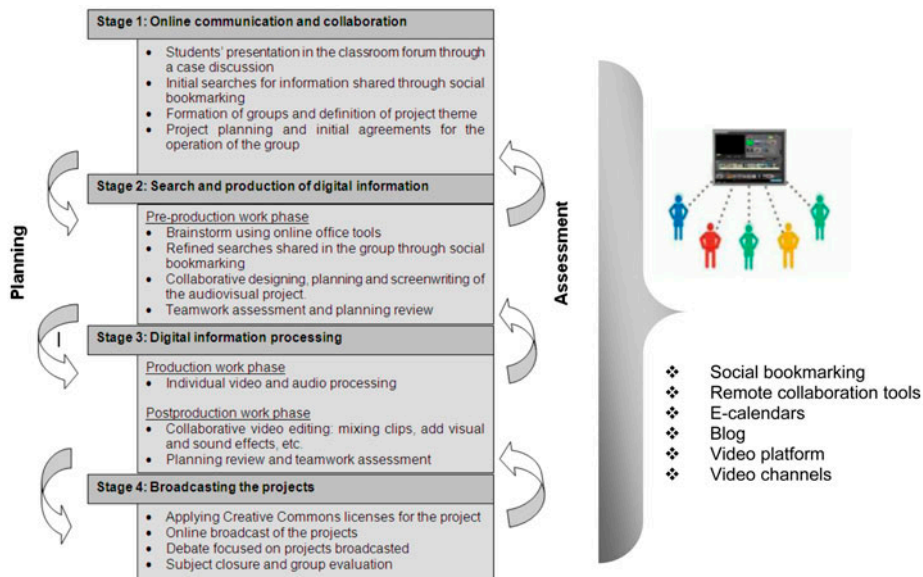 Stage 1: Online communication and collaboration
• Students' presentation in the classroom forum through
a case discussion
• Initial searches for information shared through social
bookmarking
• Formation of groups and definition of project theme
• Project planning and initial agreements for the
operation of the group
Stage 2: Search and production of digital information
Pre-production work phase
• Brainstorm using online office tools
• Refined searches shared in the group through social
bookmarking
• Collaborative designing, planning and screenwriting of
the audiovisual project.
• Teamwork assessment and planning review
Stage 3: Digital information processing
Production work phase
• Individual video and audio processing
Postproduction work phase
• Collaborative video editing: mixing clips, add visual
and sound effects, etc.
• Planning review and teamwork assessment
Stage 4: Broadcasting the projects
• Applying Creative Commons licenses for the project
• Online broadcast of the projects
• Debate focused on projects broadcasted
• Subject closure and group evaluation
Planning
Assessment
❖ Social bookmarking
❖ Remote collaboration tools
❖ E-calendars
❖ Blog
❖ Video platform
❖ Video channels